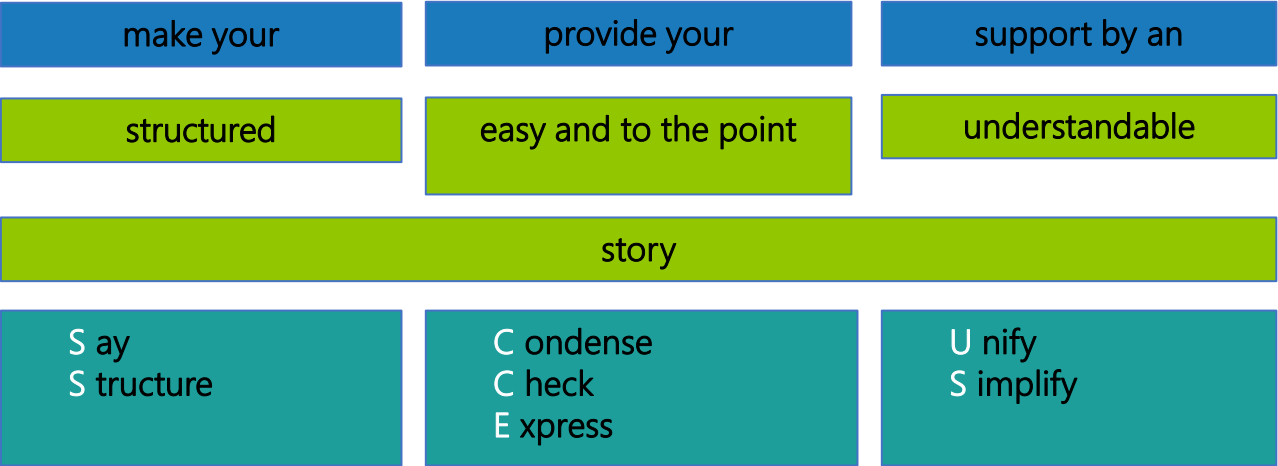 make your
provide your
support by an
structured
easy and to the point
understandable
story
S ay
S tructure
C ondense
C heck
E xpress
U nify
S implify